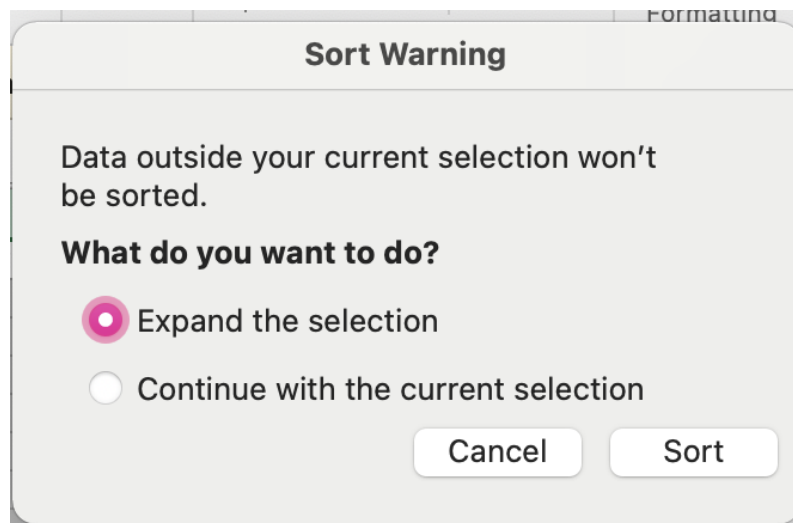 Formatting
Sort Warning
Data outside your current selection won’t
be sorted.
What do you want to do?
Expand the selection
Continue with the current selection
Cancel Sort